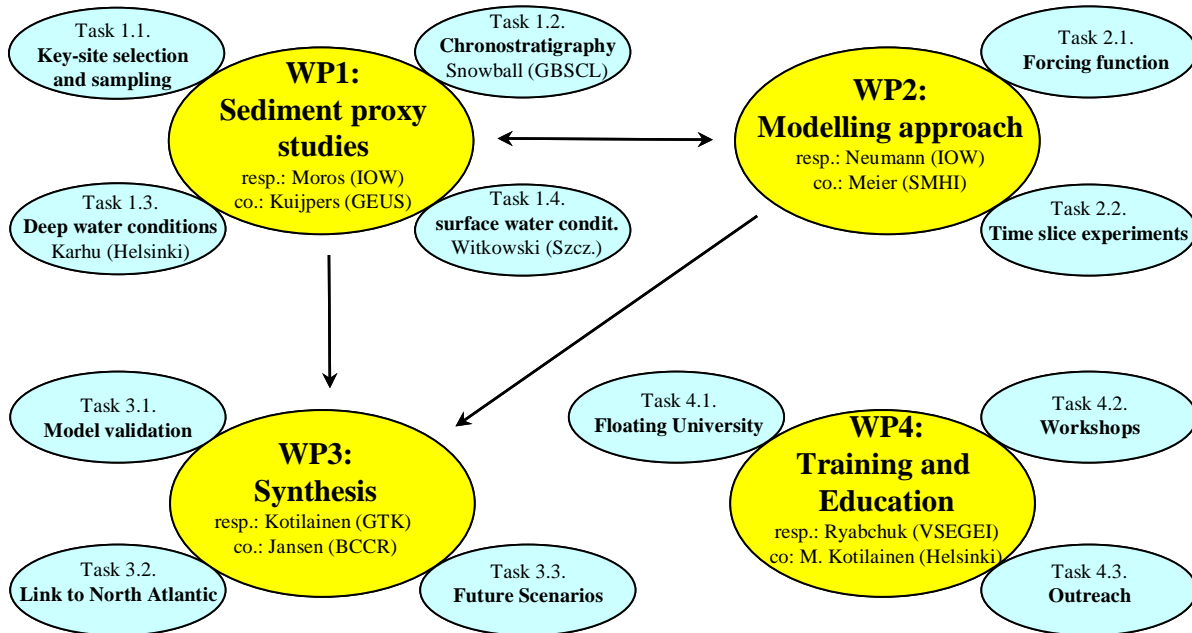 Task 1.1.
Key-site selection
and sampling
WP1:
Sediment proxy
studies
resp.: Moros (IOW)
co.: Kuijpers (GEUS)
Task 1.2.
Chronostratigraphy
Snowball (GBSCL)
Task 1.3.
Deep water conditions
Karhu (Helsinki)
Task 1.4.
surface water condit.
Witkowski (Szcz.)
WP2:
Modelling approach
resp.: Neumann (IOW)
co.: Meier (SMHI)
Task 2.1.
Forcing function
Task 2.2.
Time slice experiments
Task 3.1.
Model validation
WP3:
Synthesis
resp.: Kotilainen (GTK)
co.: Jansen (BCCR)
Task 3.2.
Link to North Atlantic
Task 3.3.
Future Scenarios
Task 4.1.
Floating University
WP4:
Training and
Education
resp.: Ryabchuk (VSEGEI)
co: M. Kotilainen (Helsinki)
Task 4.2.
Workshops
Task 4.3.
Outreach